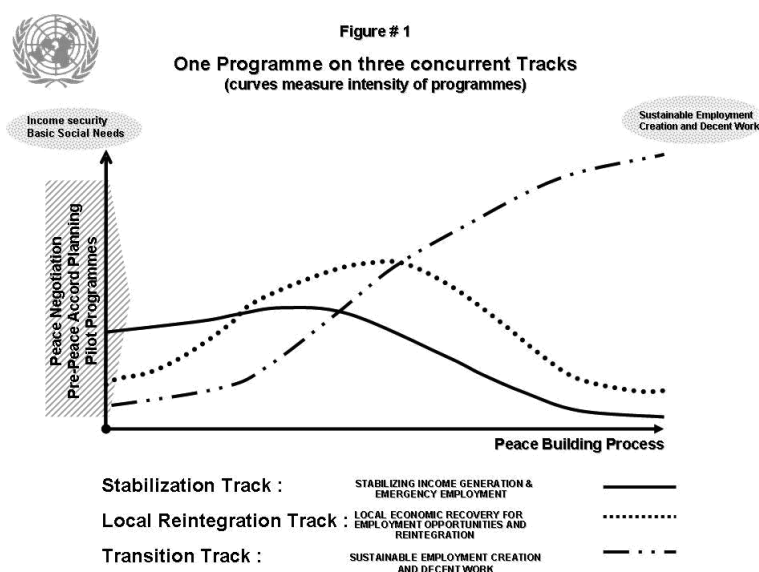 Figure # 1
One Programme on three concurrent Tracks
(curves measure intensity of programmes)
Income security
Basic Social Needs
Sustainable Employment
Creation and Decent Work
Peace Negotiation
Pre-Peace Accord Planning
Pilot Programmes
Peace Building Process
Stabilization Track :
STABILIZING INCOME GENERATION &
EMERGENCY EMPLOYMENT
Local Reintegration Track :
LOCAL ECONOMIC RECOVERY FOR
EMPLOYMENT OPPORTUNITIES AND
REINTEGRATION
Transition Track :
SUSTAINABLE EMPLOYMENT CREATION
AND DECENT WORK